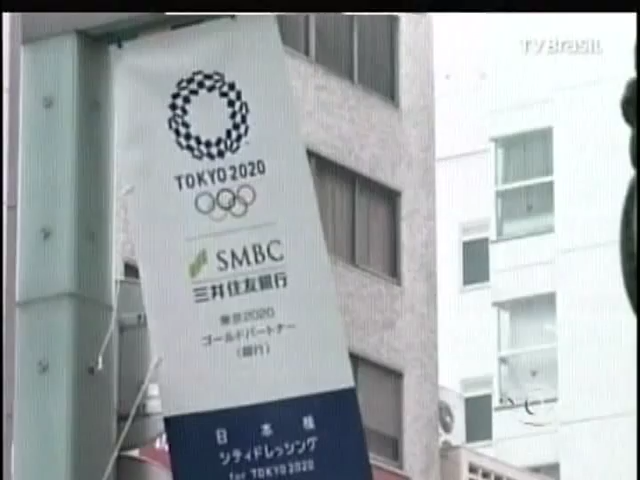 TV Brasil
TOKYO 2020
SMBC
三井住友銀行
東京2020
ゴールドパートナー
(銀行)
日本橋
シティドレッシング
for TOKYO 2020